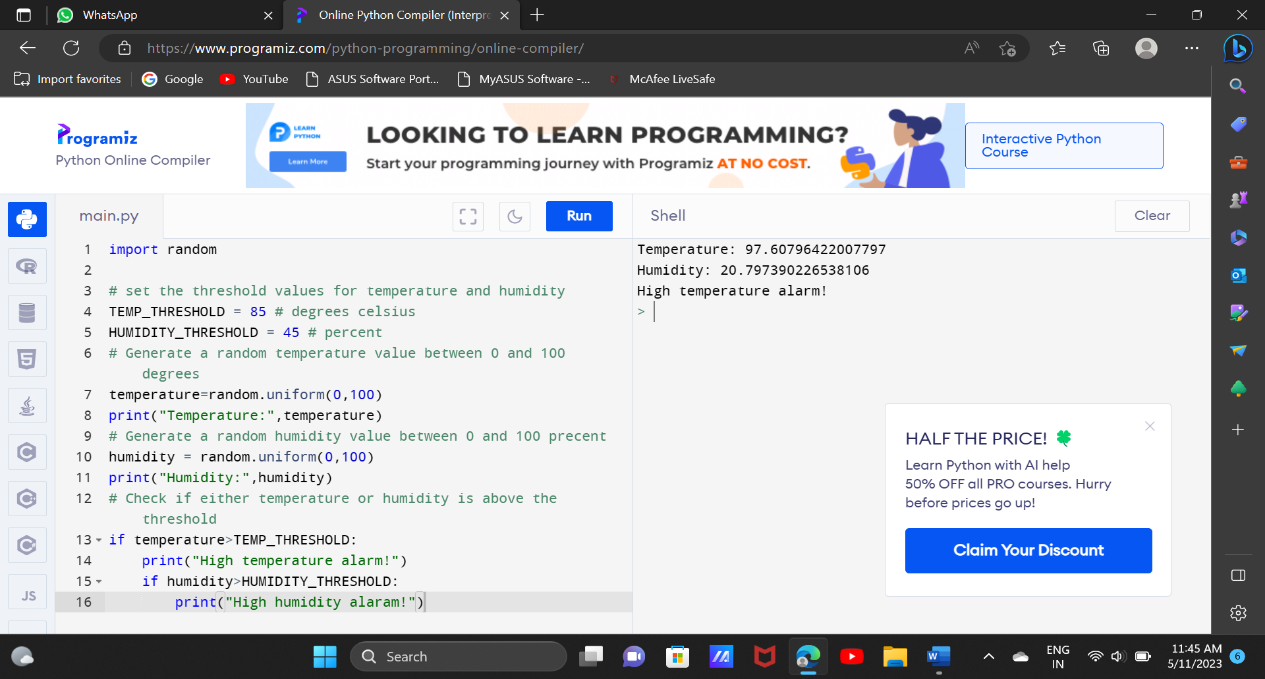 WhatsApp
Online Python Compiler (Interpre
https://www.programiz.com/python-programming/online-compiler/
Import favorites
Google
YouTube
ASUS Software Port...
MyASUS Software -...
McAfee LiveSafe
Programiz
Python Online Compiler
LEARN
PYTHON
Learn More
LOOKING TO LEARN PROGRAMMING?
Start your programming journey with Programiz AT NO COST.
Interactive Python
Course
main.py
Run
Shell
Clear
1 import random
2
3 # set the threshold values for temperature and humidity
4 TEMP_THRESHOLD = 85 # degrees celsius
5 HUMIDITY_THRESHOLD = 45 # percent
6 # Generate a random temperature value between 0 and 100
degrees
7 temperature=random.uniform(0,100)
8 print("Temperature:",temperature)
9 # Generate a random humidity value between 0 and 100 precent
10 humidity = random.uniform(0,100)
11 print("Humidity:",humidity)
12 # Check if either temperature or humidity is above the
threshold
13 if temperature>TEMP_THRESHOLD:
14 print("High temperature alarm!")
15 if humidity>HUMIDITY_THRESHOLD:
16 print("High humidity alaram!")
JS
Temperature: 97.60796422007797
Humidity: 20.797390226538106
High temperature alarm!
>
HALF THE PRICE!
Learn Python with AI help
50% OFF all PRO courses. Hurry
before prices go up!
Claim Your Discount
Search
ENG
IN
11:45 AM
5/11/2023
6